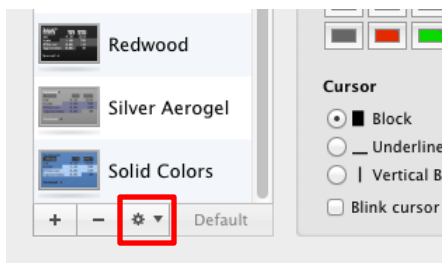 Redwood
Silver Aerogel
Solid Colors
Default
Cursor
Block
Underline
Vertical B
Blink cursor